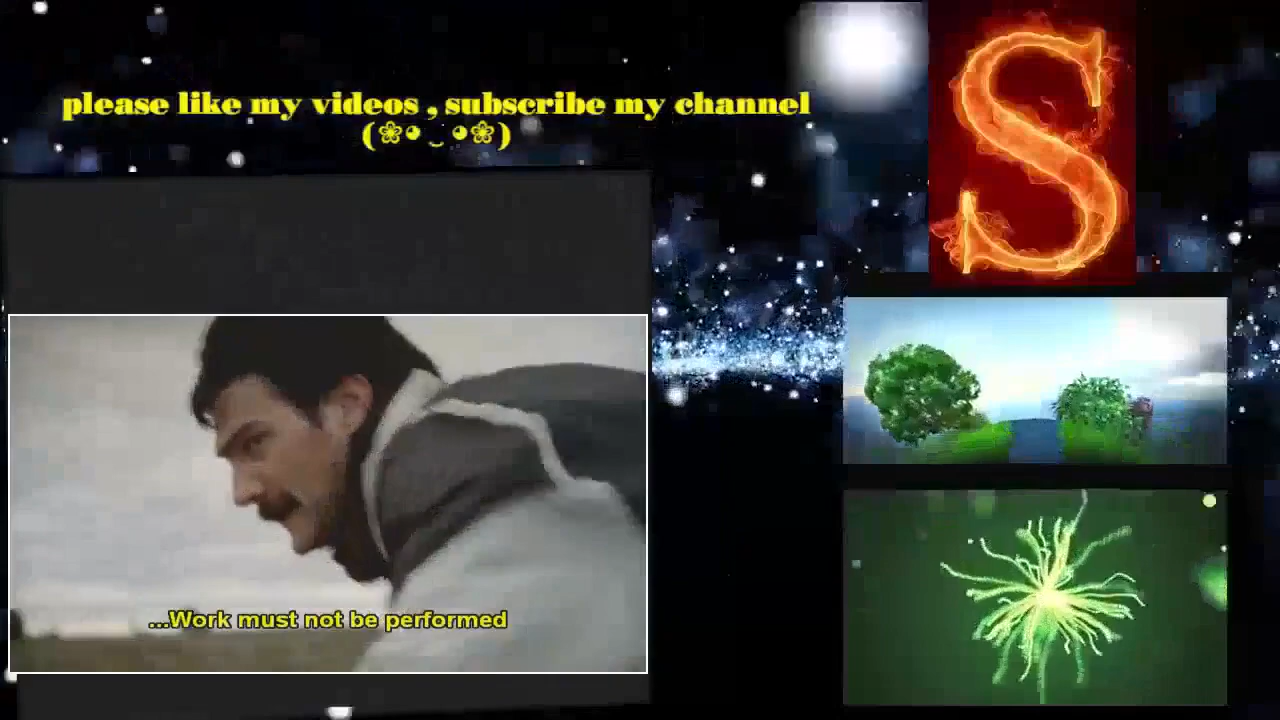 please like my videos , subscribe my channel
(❀◕ ‿ ◕❀)
S
...Work must not be performed